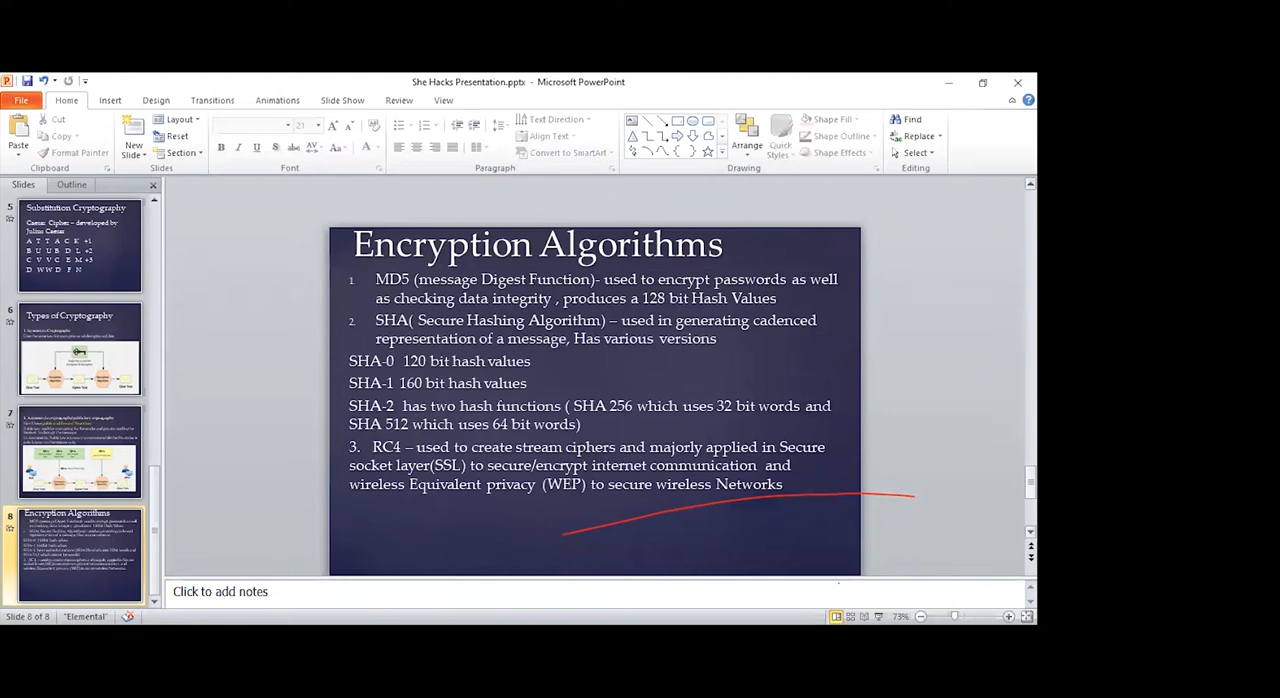 She Hacks Presentation.pptx - Microsoft PowerPoint
File Home Insert Design Transitions Animations Slide Show Review View
Cut Copy Format Painter Paste Clipboard
New Slide Layout Reset Section Slides
21 Font
Text Direction Align Text Convert to SmartArt Paragraph
Arrange Quick Styles Shape Fill Shape Outline Shape Effects Drawing
Find Replace Select Editing
Slides Outline
5
Substitution Cryptography
Caesar Cipher – developed by
Julius Caesar
A T T A C K +1
B U U B D L +2
C V V C E M +3
D W W D F N
6
Types of Cryptography
7
8
Encryption Algorithms
Encryption Algorithms
1. MD5 (message Digest Function)- used to encrypt passwords as well
as checking data integrity , produces a 128 bit Hash Values
2. SHA( Secure Hashing Algorithm) – used in generating cadenced
representation of a message, Has various versions
SHA-0 120 bit hash values
SHA-1 160 bit hash values
SHA-2 has two hash functions ( SHA 256 which uses 32 bit words and
SHA 512 which uses 64 bit words)
3. RC4 – used to create stream ciphers and majorly applied in Secure
socket layer(SSL) to secure/encrypt internet communication and
wireless Equivalent privacy (WEP) to secure wireless Networks
Click to add notes
Slide 8 of 8 "Elemental" 73%